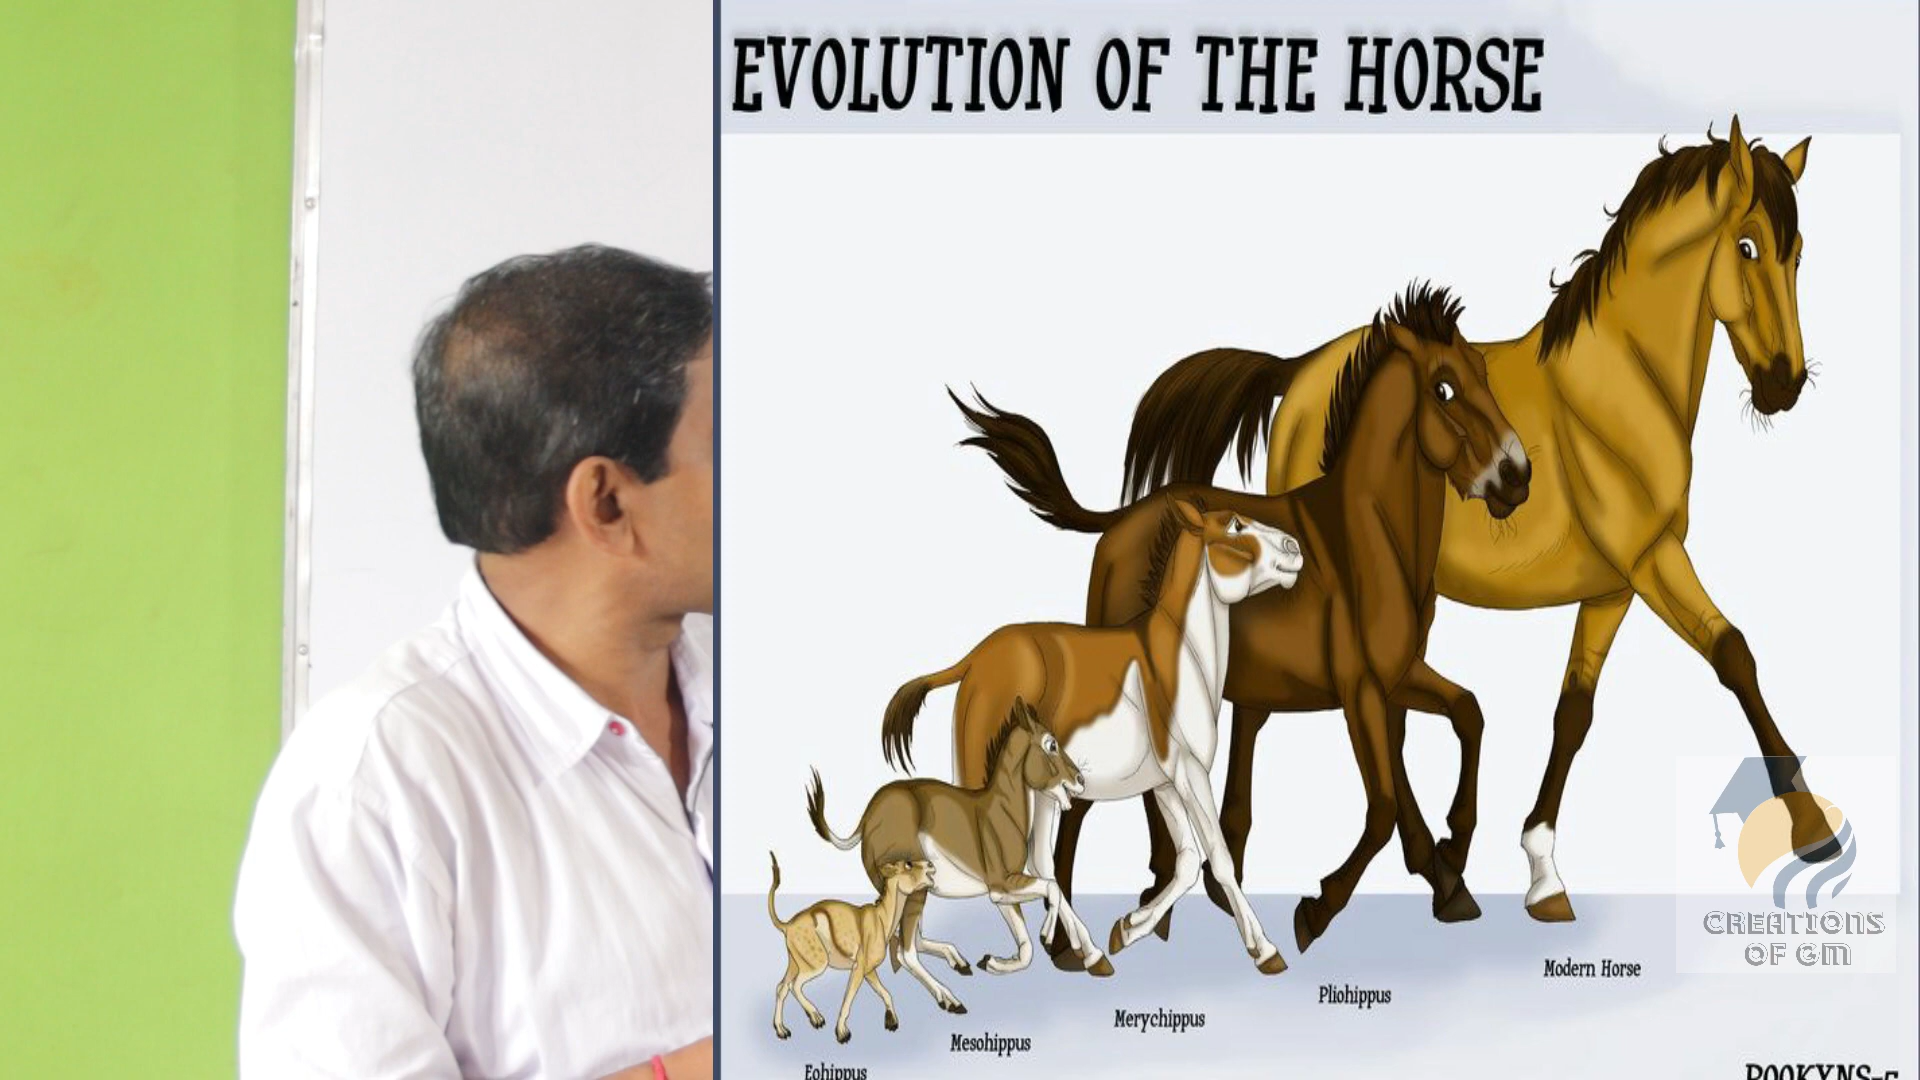 EVOLUTION OF THE HORSE
Modern Horse
Pliohippus
Merychippus
Mesohippus
Eohippus
CREATIONS
OF GM